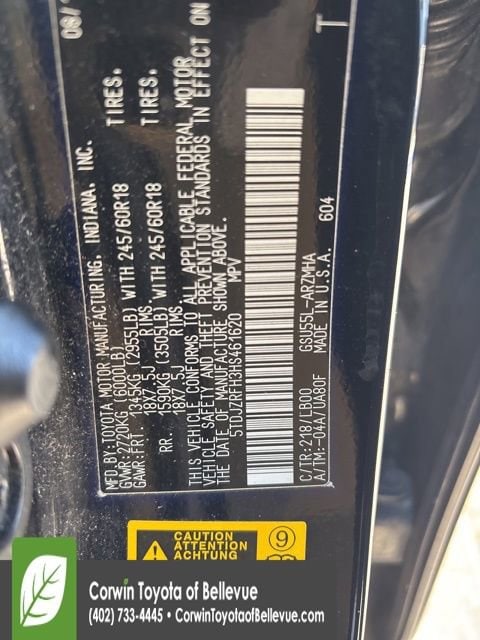 08/
MFD.BY:TOYOTA MOTOR MANUFACTURING, INDIANA, INC.
GVWR:2720KG (6000LB)
GAWR:FRT 1345KG (2955LB) WITH 245/60R18 TIRES.
18X7.5J RIMS
RR. 1590KG (3505LB) WITH 245/60R18 TIRES.
18X7.5J RIMS
THIS VEHICLE CONFORMS TO ALL APPLICABLE FEDERAL MOTOR
VEHICLE SAFETY AND THEFT PREVENTION STANDARDS IN EFFECT ON
THE DATE OF MANUFACTURE SHOWN ABOVE.
5TDJZRFH3HS461620 MPV
T
C/TR:218/LB00 GSU55L-ARZMHA
A/TM:-04A/UA80F MADE IN U.S.A. 604
CAUTION
ATTENTION
ACHTUNG
9
Corwin Toyota of Bellevue
(402) 733-4445 • CorwinToyotaofBellevue.com